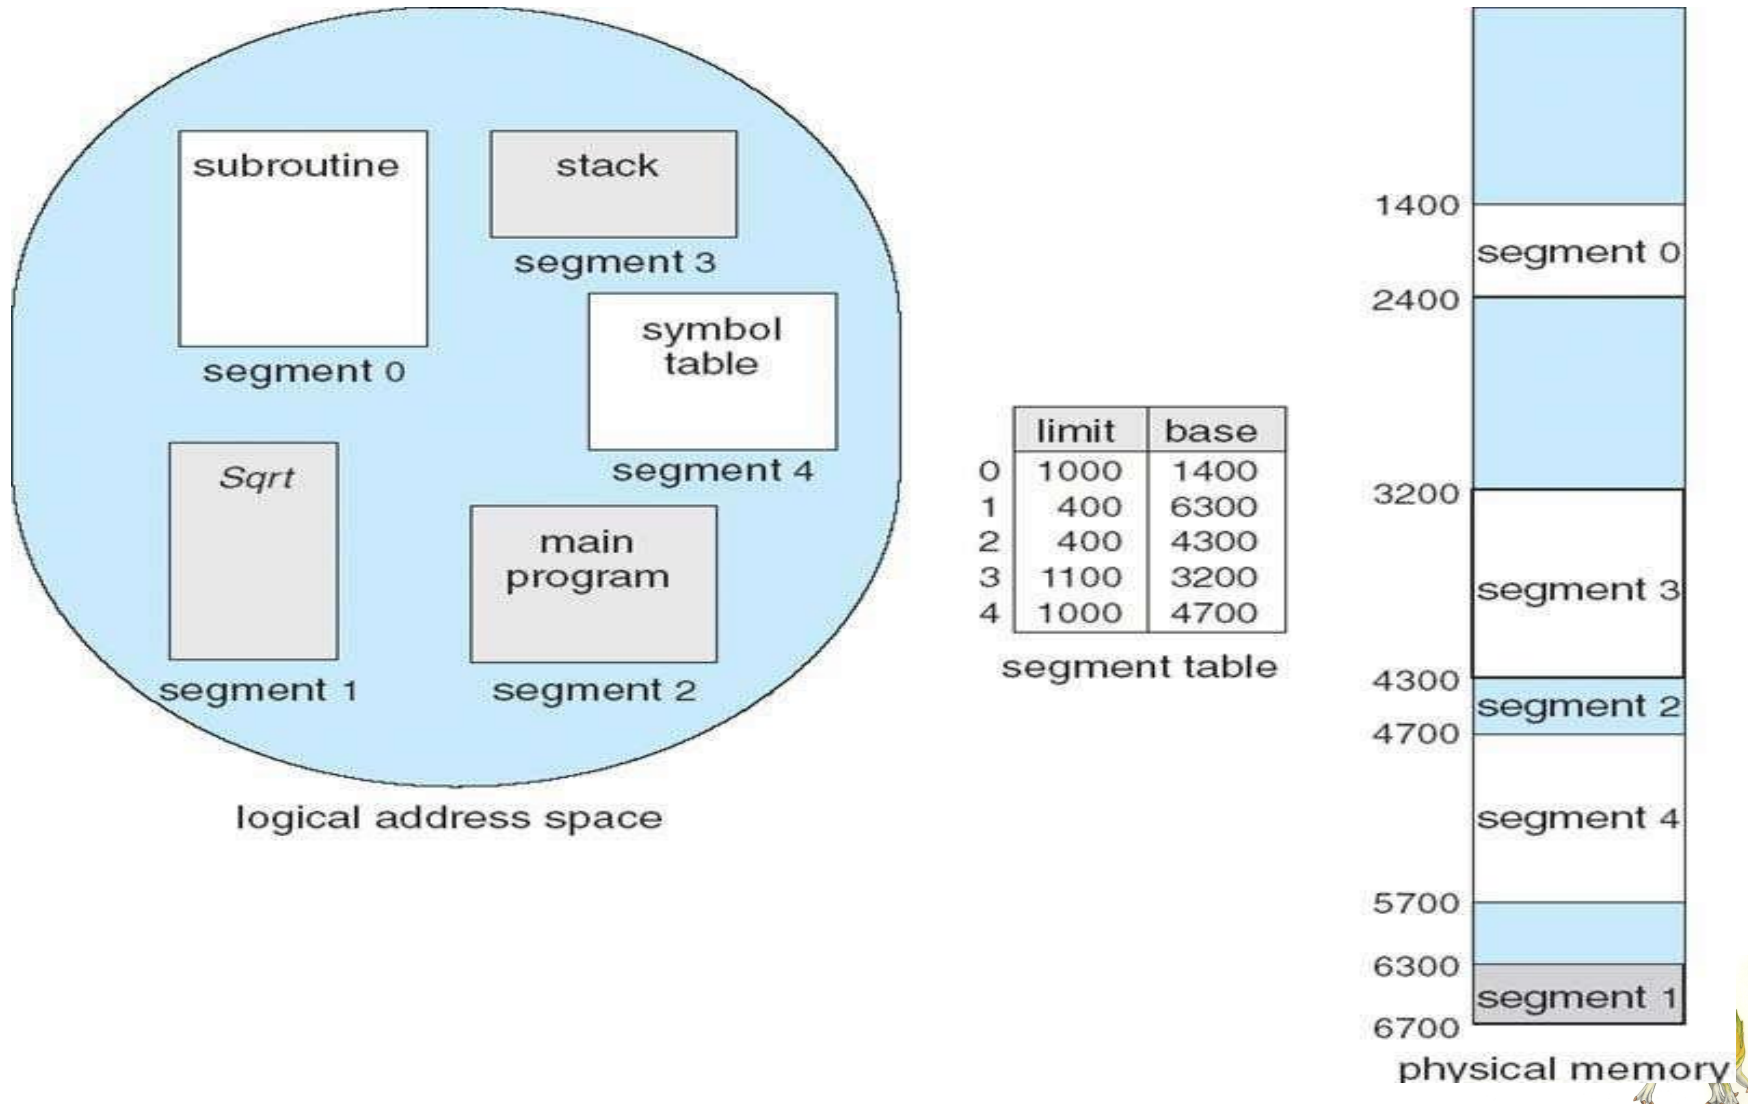 subroutine
segment 0
stack
segment 3
symbol
table
segment 4
Sqrt
segment 1
main
program
segment 2
logical address space
limit base
0 1000 1400
1 400 6300
2 400 4300
3 1100 3200
4 1000 4700
segment table
1400
segment 0
2400
3200
segment 3
4300
segment 2
4700
segment 4
5700
6300
segment 1
6700
physical memory